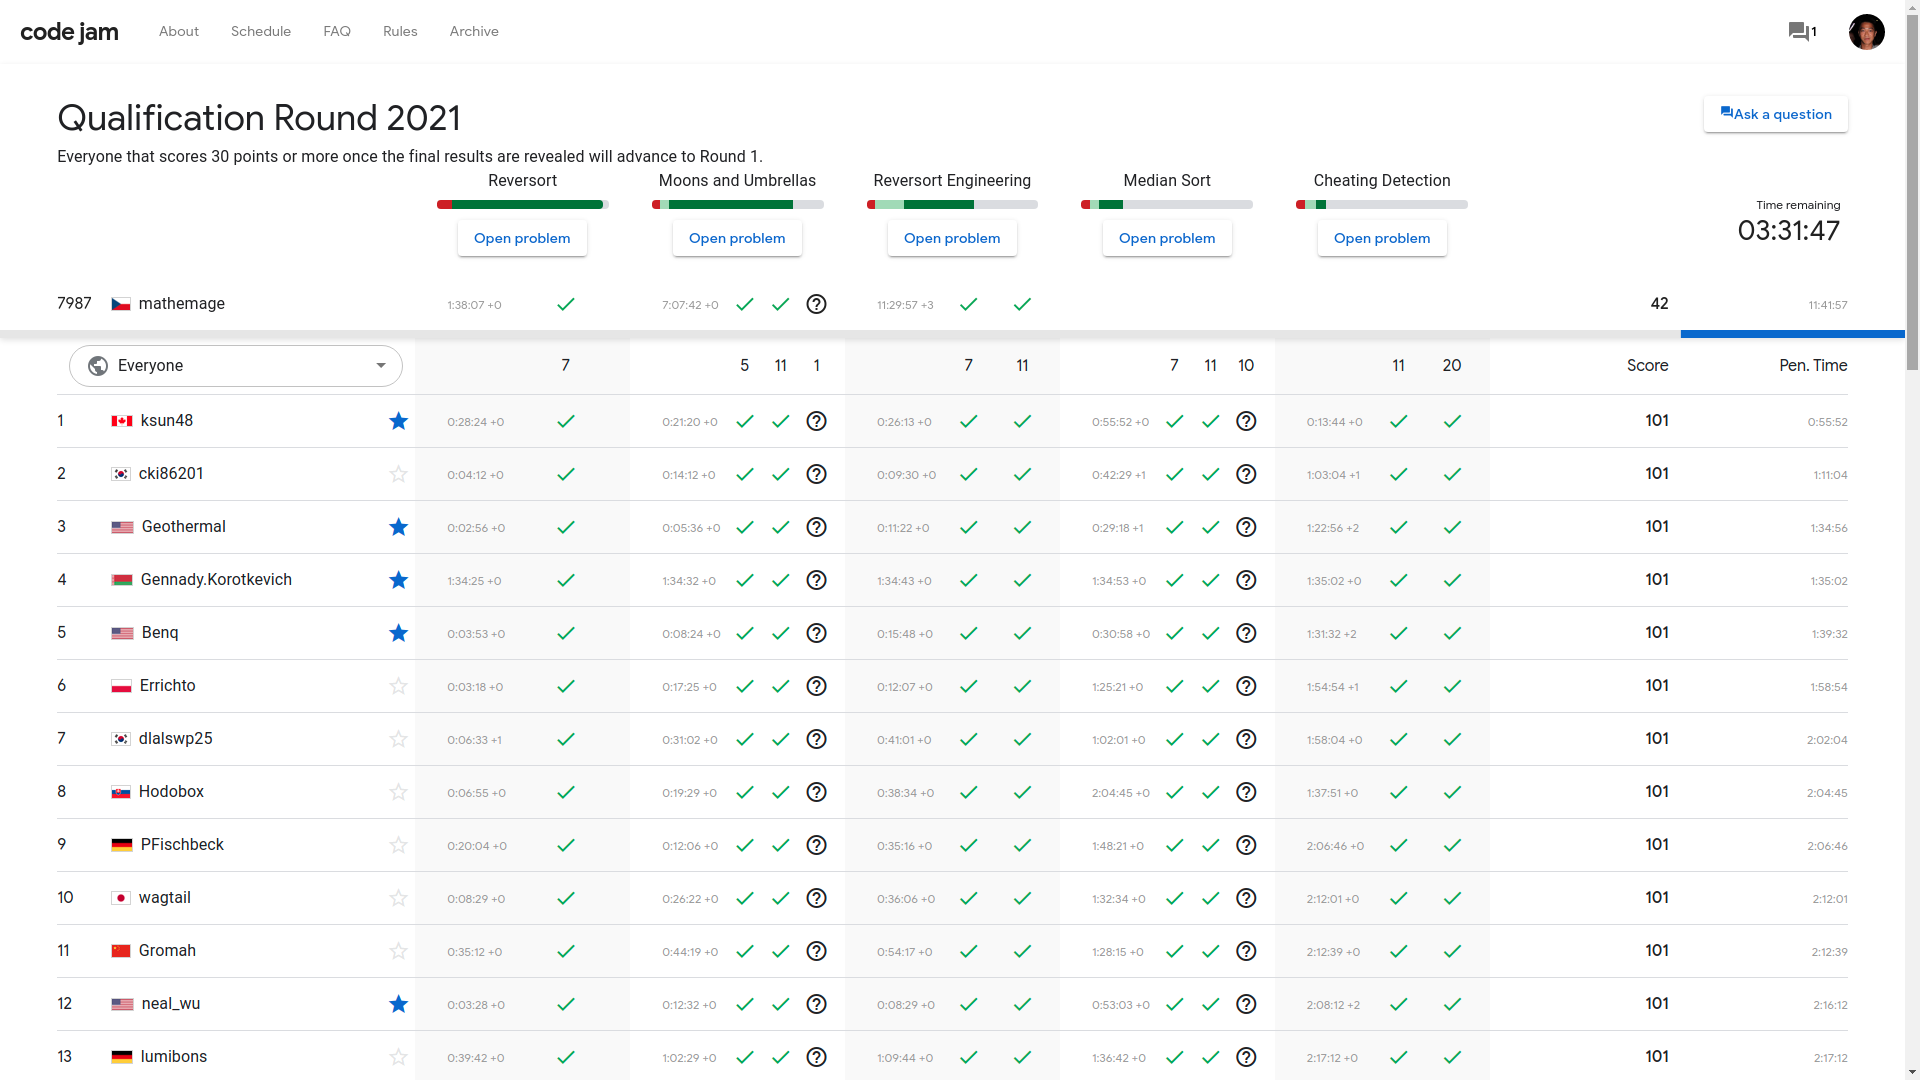 code jam About Schedule FAQ Rules Archive 1
Qualification Round 2021
Ask a question
Everyone that scores 30 points or more once the final results are revealed will advance to Round 1.
Reversort Moons and Umbrellas Reversort Engineering Median Sort Cheating Detection
Time remaining
03:31:47
Open problem Open problem Open problem Open problem Open problem
7987 mathemage 1:38:07 +0 7:07:42 +0 11:29:57 +3 42 11:41:57
Everyone 7 5 11 1 7 11 7 11 10 11 20 Score Pen. Time
1 ksun48 0:28:24 +0 0:21:20 +0 0:26:13 +0 0:55:52 +0 0:13:44 +0 101 0:55:52
2 cki86201 0:04:12 +0 0:14:12 +0 0:09:30 +0 0:42:29 +1 1:03:04 +1 101 1:11:04
3 Geothermal 0:02:56 +0 0:05:36 +0 0:11:22 +0 0:29:18 +1 1:22:56 +2 101 1:34:56
4 Gennady.Korotkevich 1:34:25 +0 1:34:32 +0 1:34:43 +0 1:34:53 +0 1:35:02 +0 101 1:35:02
5 Benq 0:03:53 +0 0:08:24 +0 0:15:48 +0 0:30:58 +0 1:31:32 +2 101 1:39:32
6 Errichto 0:03:18 +0 0:17:25 +0 0:12:07 +0 1:25:21 +0 1:54:54 +1 101 1:58:54
7 dlalswp25 0:06:33 +1 0:31:02 +0 0:41:01 +0 1:02:01 +0 1:58:04 +0 101 2:02:04
8 Hodobox 0:06:55 +0 0:19:29 +0 0:38:34 +0 2:04:45 +0 1:37:51 +0 101 2:04:45
9 PFischbeck 0:20:04 +0 0:12:06 +0 0:35:16 +0 1:48:21 +0 2:06:46 +0 101 2:06:46
10 wagtail 0:08:29 +0 0:26:22 +0 0:36:06 +0 1:32:34 +0 2:12:01 +0 101 2:12:01
11 Gromah 0:35:12 +0 0:44:19 +0 0:54:17 +0 1:28:15 +0 2:12:39 +0 101 2:12:39
12 neal_wu 0:03:28 +0 0:12:32 +0 0:08:29 +0 0:53:03 +0 2:08:12 +2 101 2:16:12
13 lumibons 0:39:42 +0 1:02:29 +0 1:09:44 +0 1:36:42 +0 2:17:12 +0 101 2:17:12